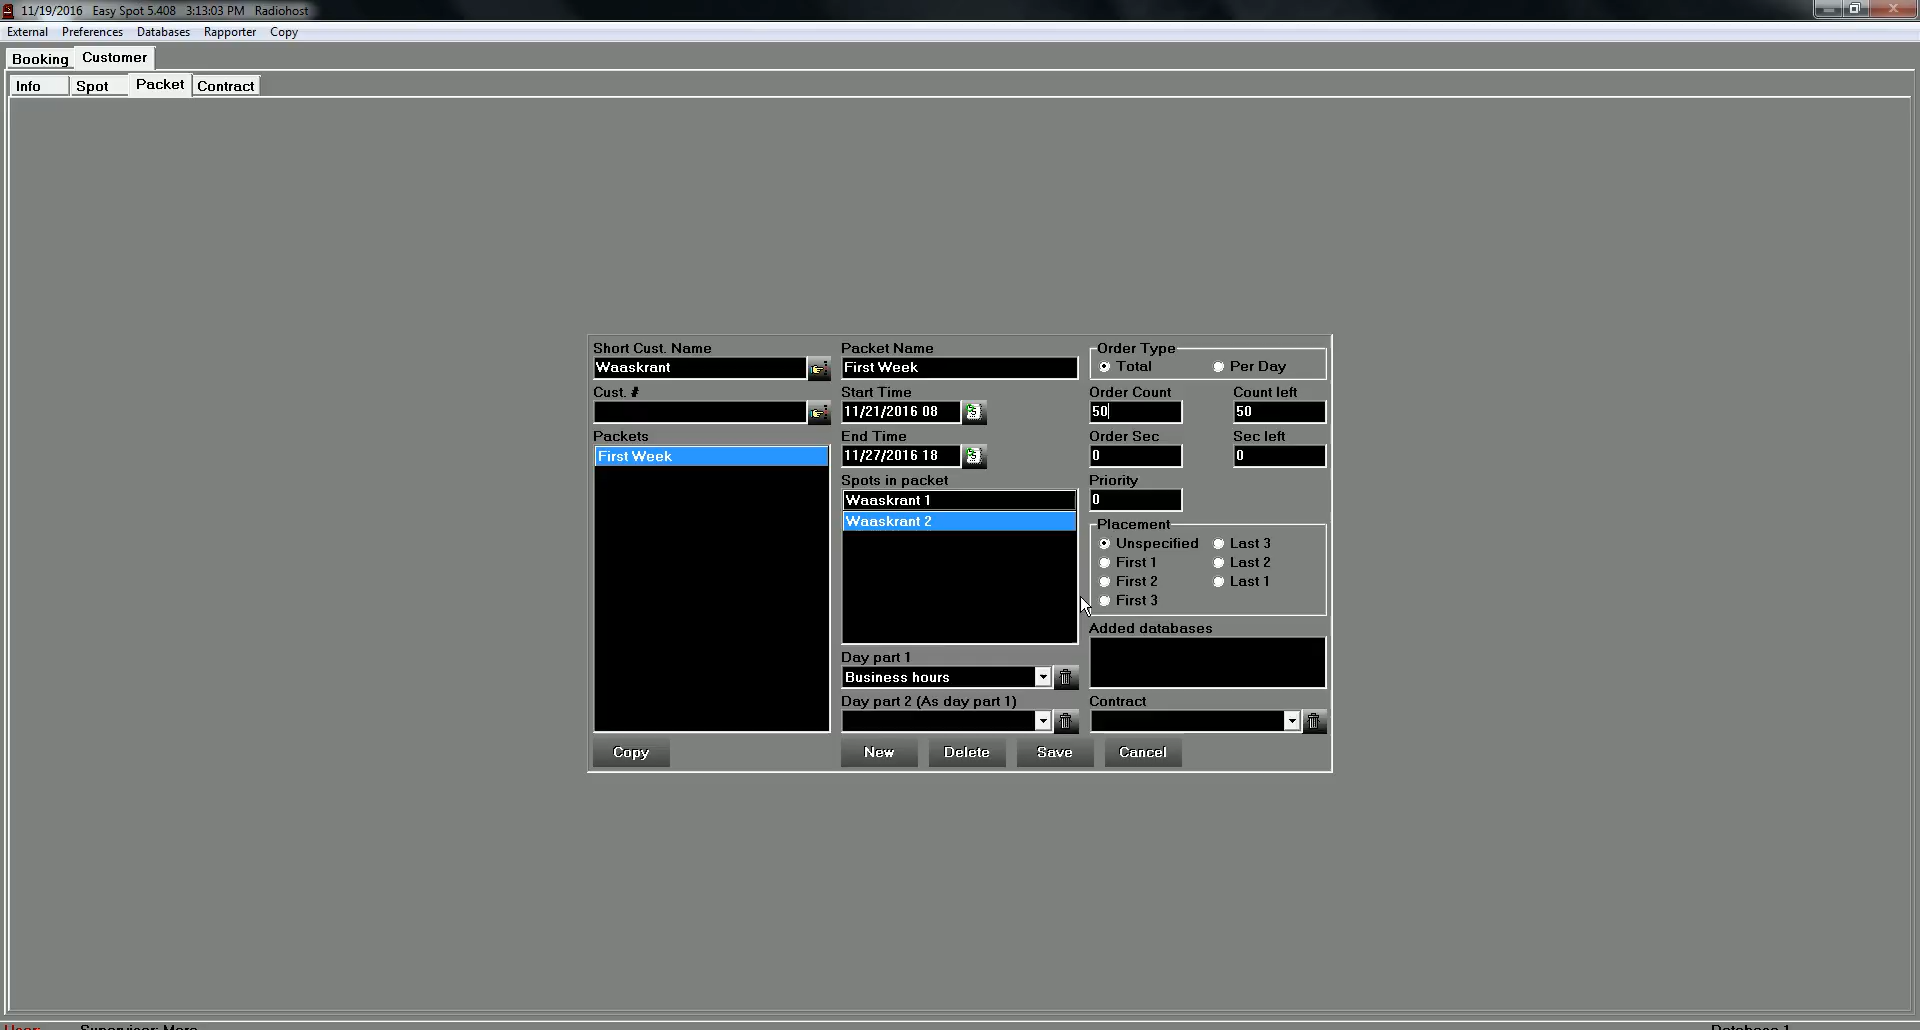 11/19/2016 Easy Spot 5.408 3:13:03 PM Radiohost
External Preferences Databases Rapporter Copy
Booking Customer
Info Spot Packet Contract
Short Cust. Name
Waaskrant
Cust. #
Packets
First Week
Copy
Packet Name
First Week
Start Time
11/21/2016 08
End Time
11/27/2016 18
Spots in packet
Waaskrant 1
Waaskrant 2
Day part 1
Business hours
Day part 2 (As day part 1)
New Delete Save Cancel
Order Type
Total Per Day
Order Count Count left
50 50
Order Sec Sec left
0 0
Priority
0
Placement
Unspecified Last 3
First 1 Last 2
First 2 Last 1
First 3
Added databases
Contract
User: Supervisor: More Database 1